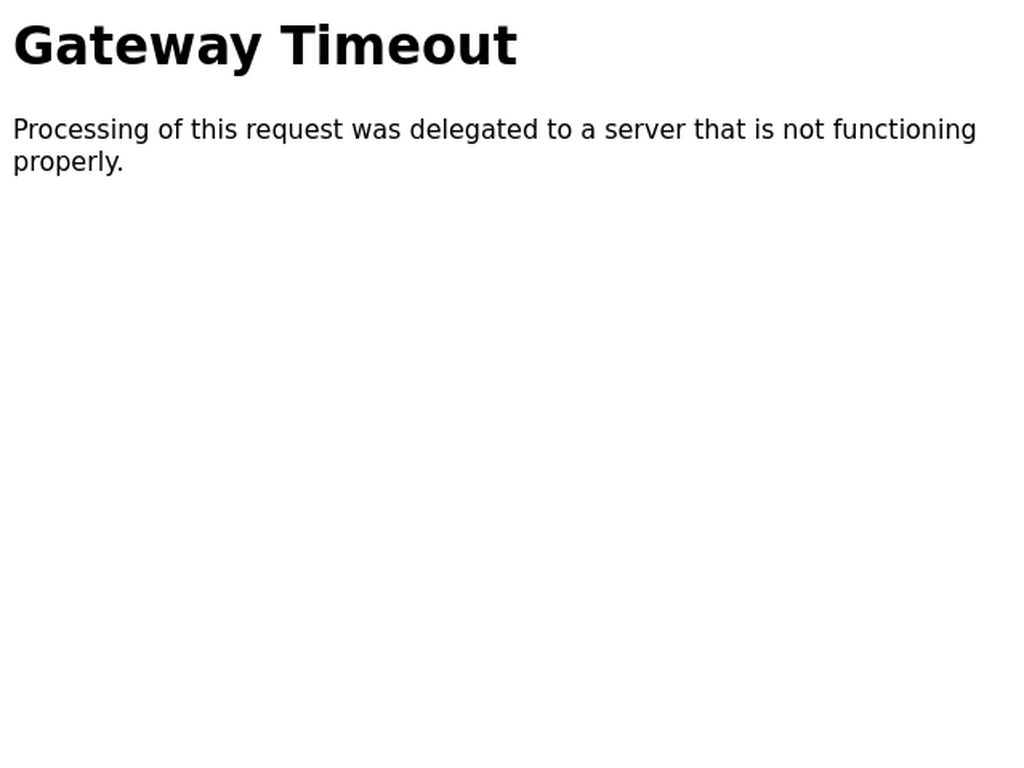 Gateway Timeout
Processing of this request was delegated to a server that is not functioning
properly.